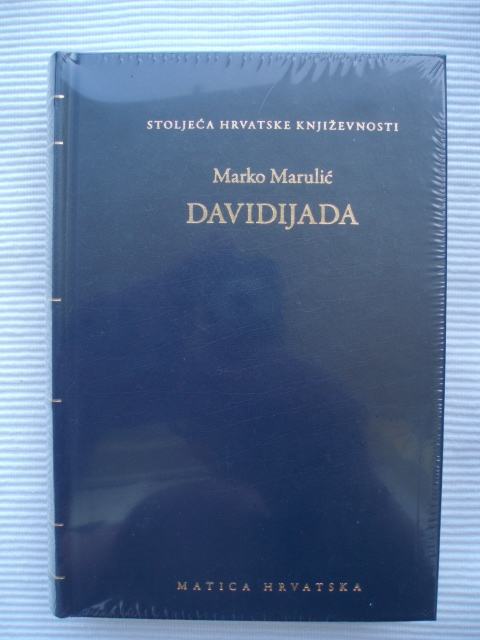 STOLJEĆA HRVATSKE KNJIŽEVNOSTI
Marko Marulić
DAVIDIJADA
MATICA HRVATSKA